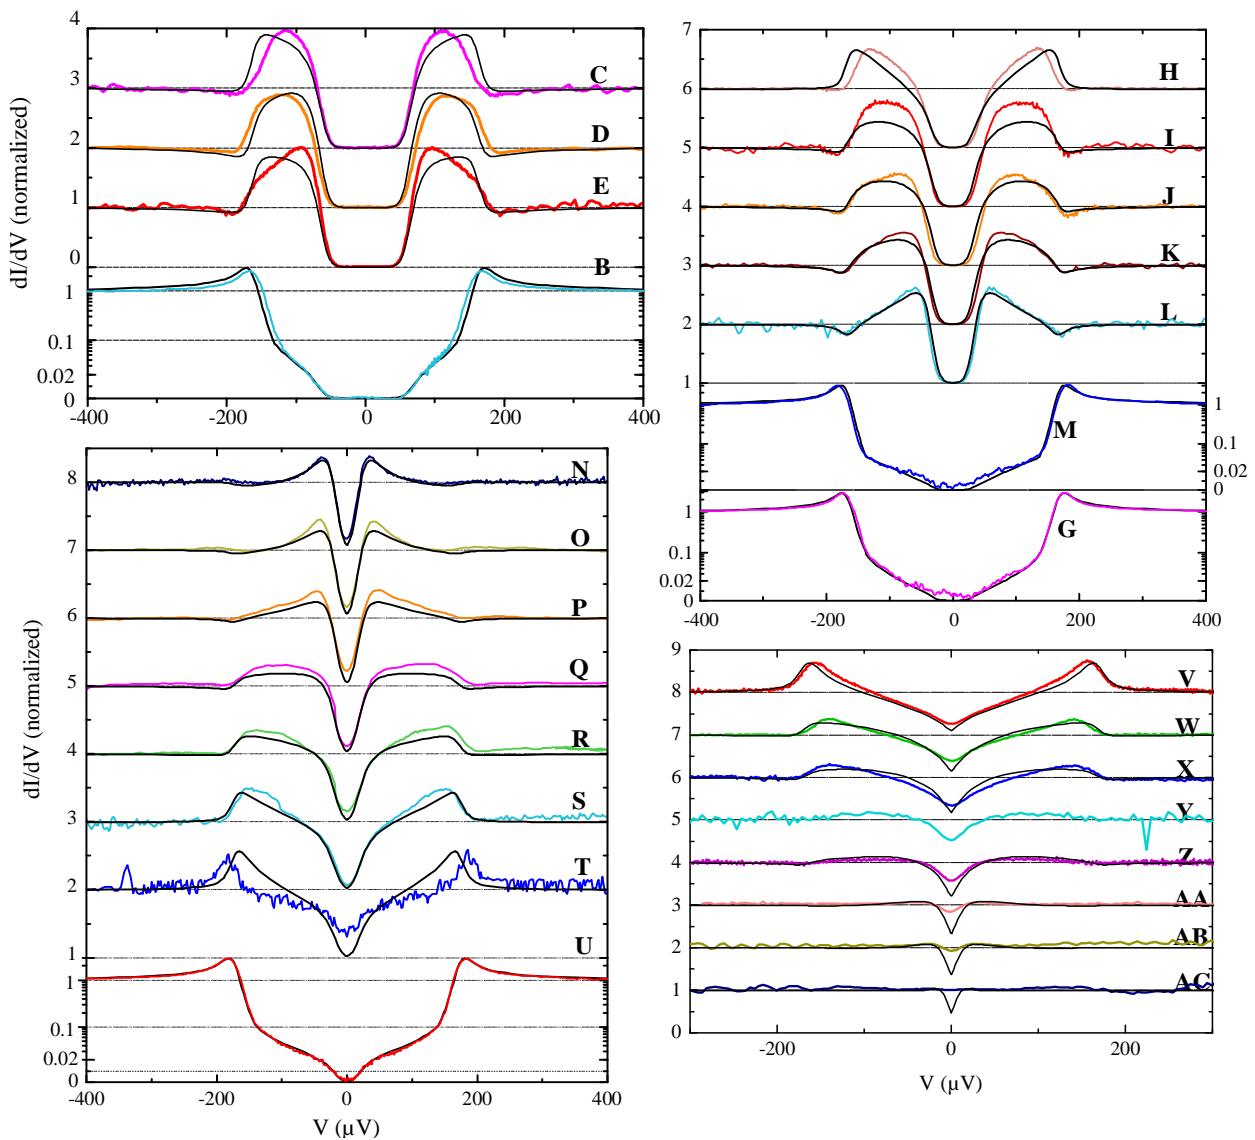 4
3
2
1
0
1
0.1
0.02
0
dI/dV (normalized)
C
D
E
B
-400
-200
0
200
400
7
6
5
4
3
2
1
1
0.1
0.02
0
H
I
J
K
L
M
G
1
0.1
0.02
0
-400
-200
0
200
400
8
7
6
5
4
3
2
1
1
0.1
0.02
0
dI/dV (normalized)
N
O
P
Q
R
S
T
U
-400
-200
0
200
400
V (µV)
9
8
7
6
5
4
3
2
1
0
V
W
X
Y
Z
AA
AB
AC
-200
0
200
V (µV)